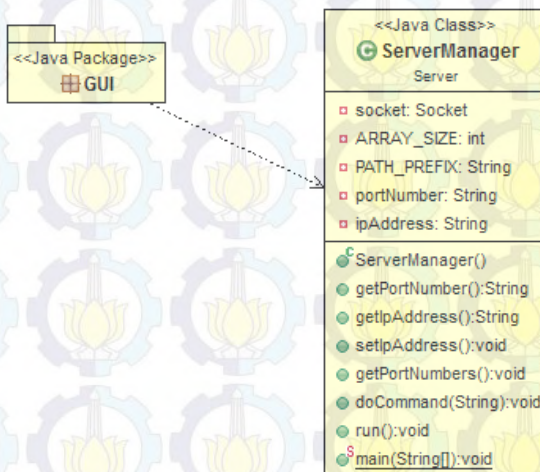 <<Java Package>>
GUI
<<Java Class>>
C ServerManager
Server
socket: Socket
ARRAY_SIZE: int
PATH_PREFIX: String
portNumber: String
ipAddress: String
C ServerManager()
getPortNumber():String
getIpAddress():String
setIpAddress():void
getPortNumbers():void
doCommand(String):void
run():void
S main(String[]):void